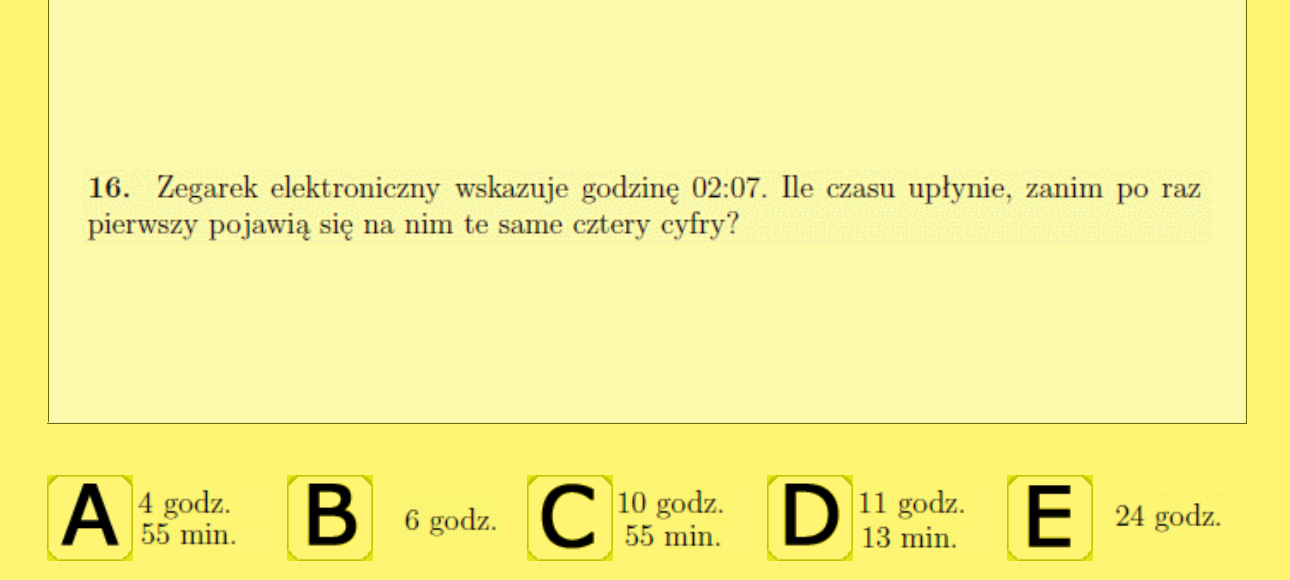 16. Zegarek elektroniczny wskazuje godzinę 02:07. Ile czasu upłynie, zanim po raz
pierwszy pojawią się na nim te same cztery cyfry?
A 4 godz.
55 min.
B 6 godz.
C 10 godz.
55 min.
D 11 godz.
13 min.
E 24 godz.